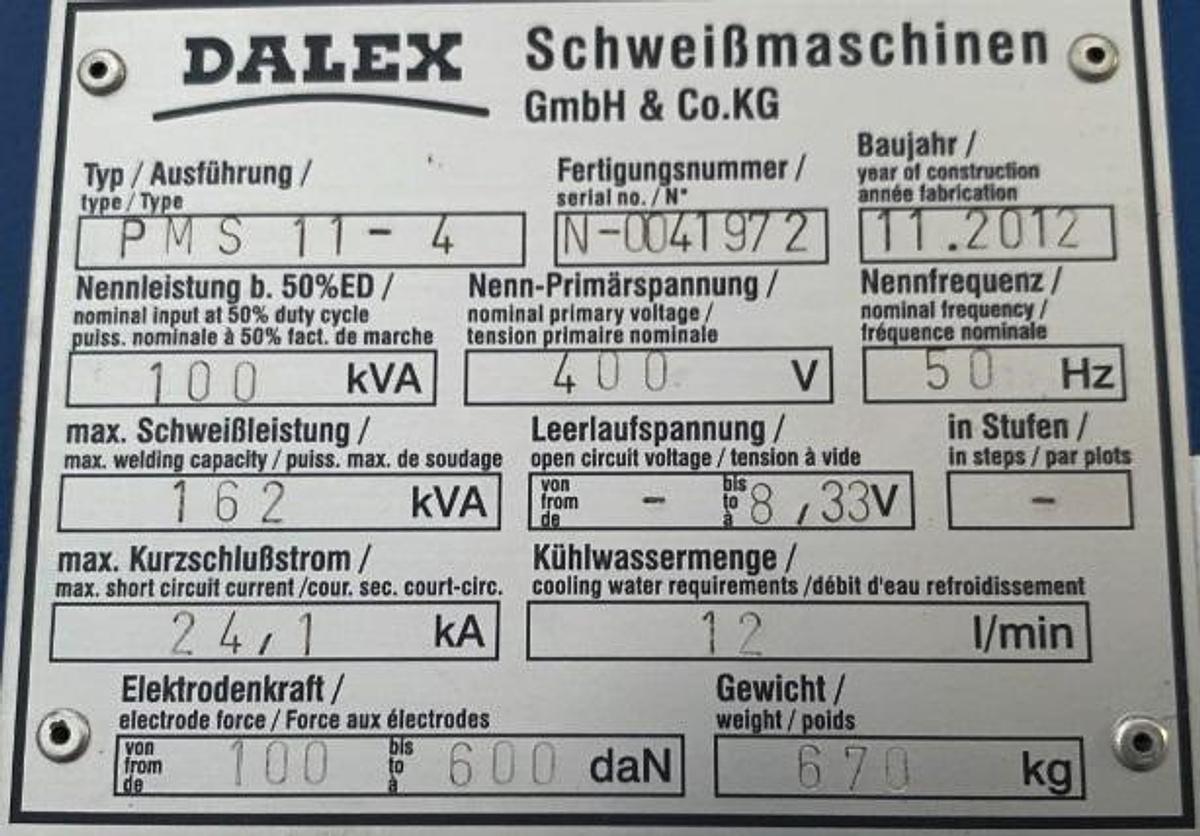 DALEX Schweißmaschinen
GmbH & Co.KG
Typ / Ausführung / Fertigungsnummer / Baujahr /
type / Type serial no. / N° year of construction
année fabrication
PMS 11-4 N-0041972 11.2012
Nennleistung b. 50%ED / Nenn-Primärspannung / Nennfrequenz /
nominal input at 50% duty cycle nominal primary voltage / nominal frequency /
puiss. nominale à 50% fact. de marche tension primaire nominale fréquence nominale
100 kVA 400 V 50 Hz
max. Schweißleistung / Leerlaufspannung / in Stufen /
max. welding capacity / puiss. max. de soudage open circuit voltage / tension à vide in steps / par plots
162 kVA von from de - bis to à 8,33V -
max. Kurzschlußstrom / Kühlwassermenge /
max. short circuit current /cour. sec. court-circ. cooling water requirements /débit d'eau refroidissement
24,1 kA 12 l/min
Elektrodenkraft / Gewicht /
electrode force / Force aux électrodes weight / poids
von from de 100 bis to à 600 daN 670 kg